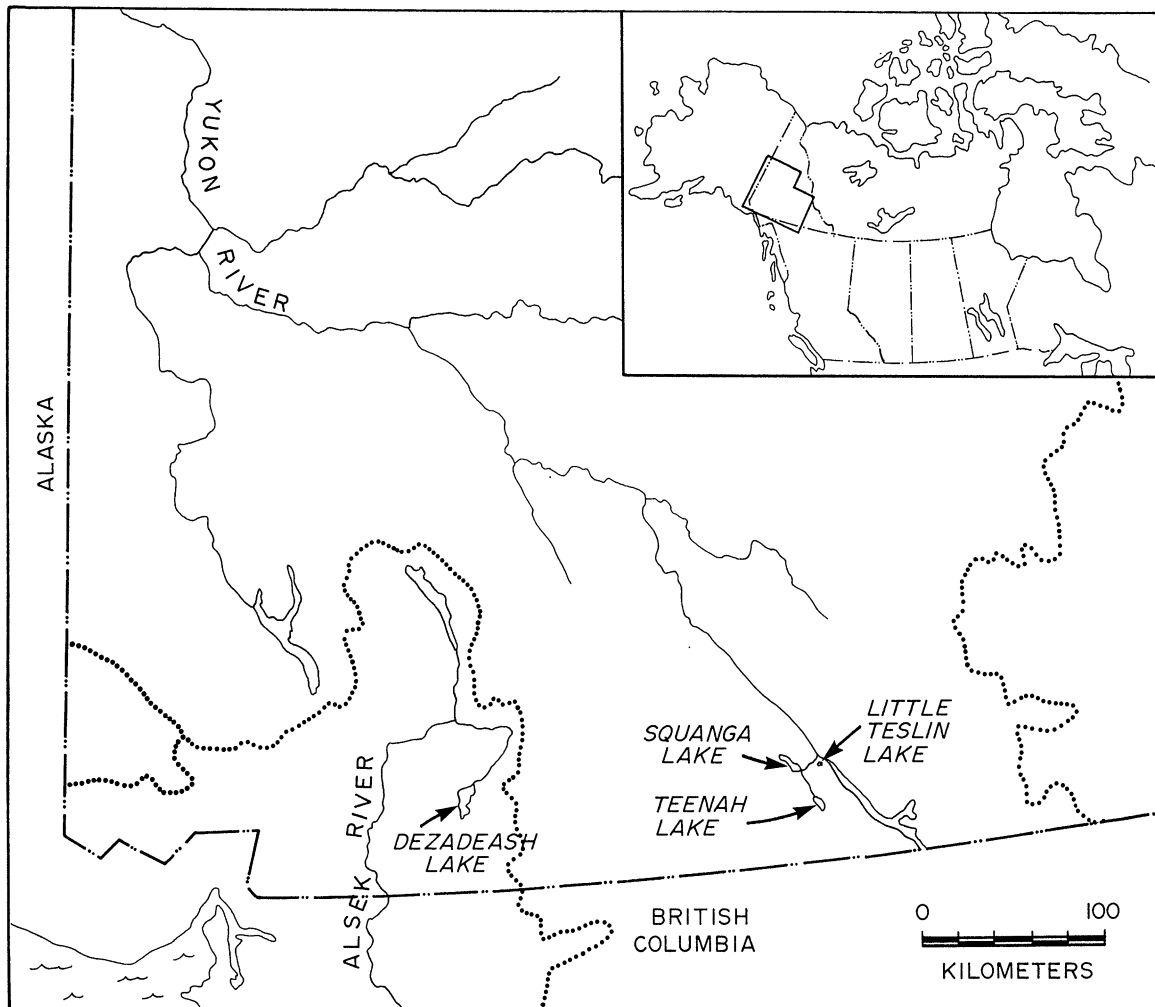 YUKON
RIVER
ALASKA
SQUANGA
LAKE
LITTLE
TESLIN
LAKE
TEENAH
LAKE
DEZADEASH
LAKE
ALSEK RIVER
BRITISH
COLUMBIA
0 100
KILOMETERS